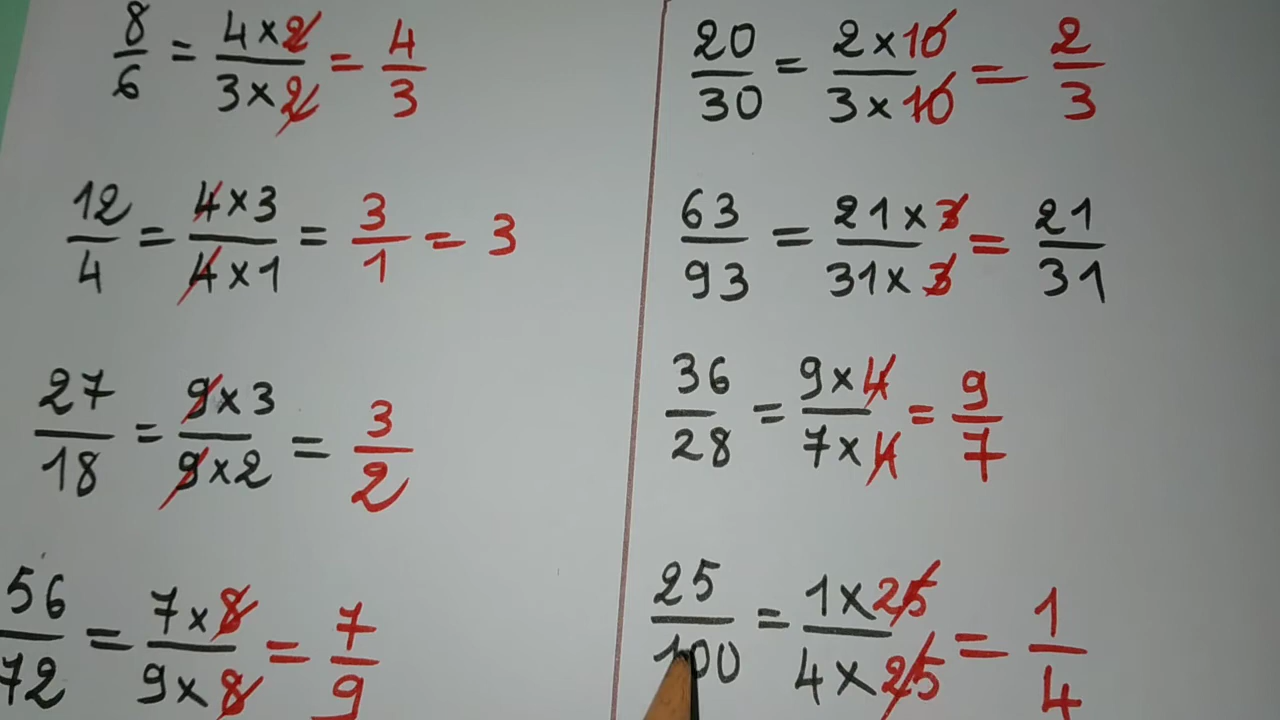 8/6 = 4×2/3×2 = 4/3
12/4 = 4×3/4×1 = 3/1 = 3
27/18 = 9×3/9×2 = 3/2
56/72 = 7×8/9×8 = 7/9
20/30 = 2×10/3×10 = 2/3
63/93 = 21×3/31×3 = 21/31
36/28 = 9×4/7×4 = 9/7
25/100 = 1×25/4×25 = 1/4